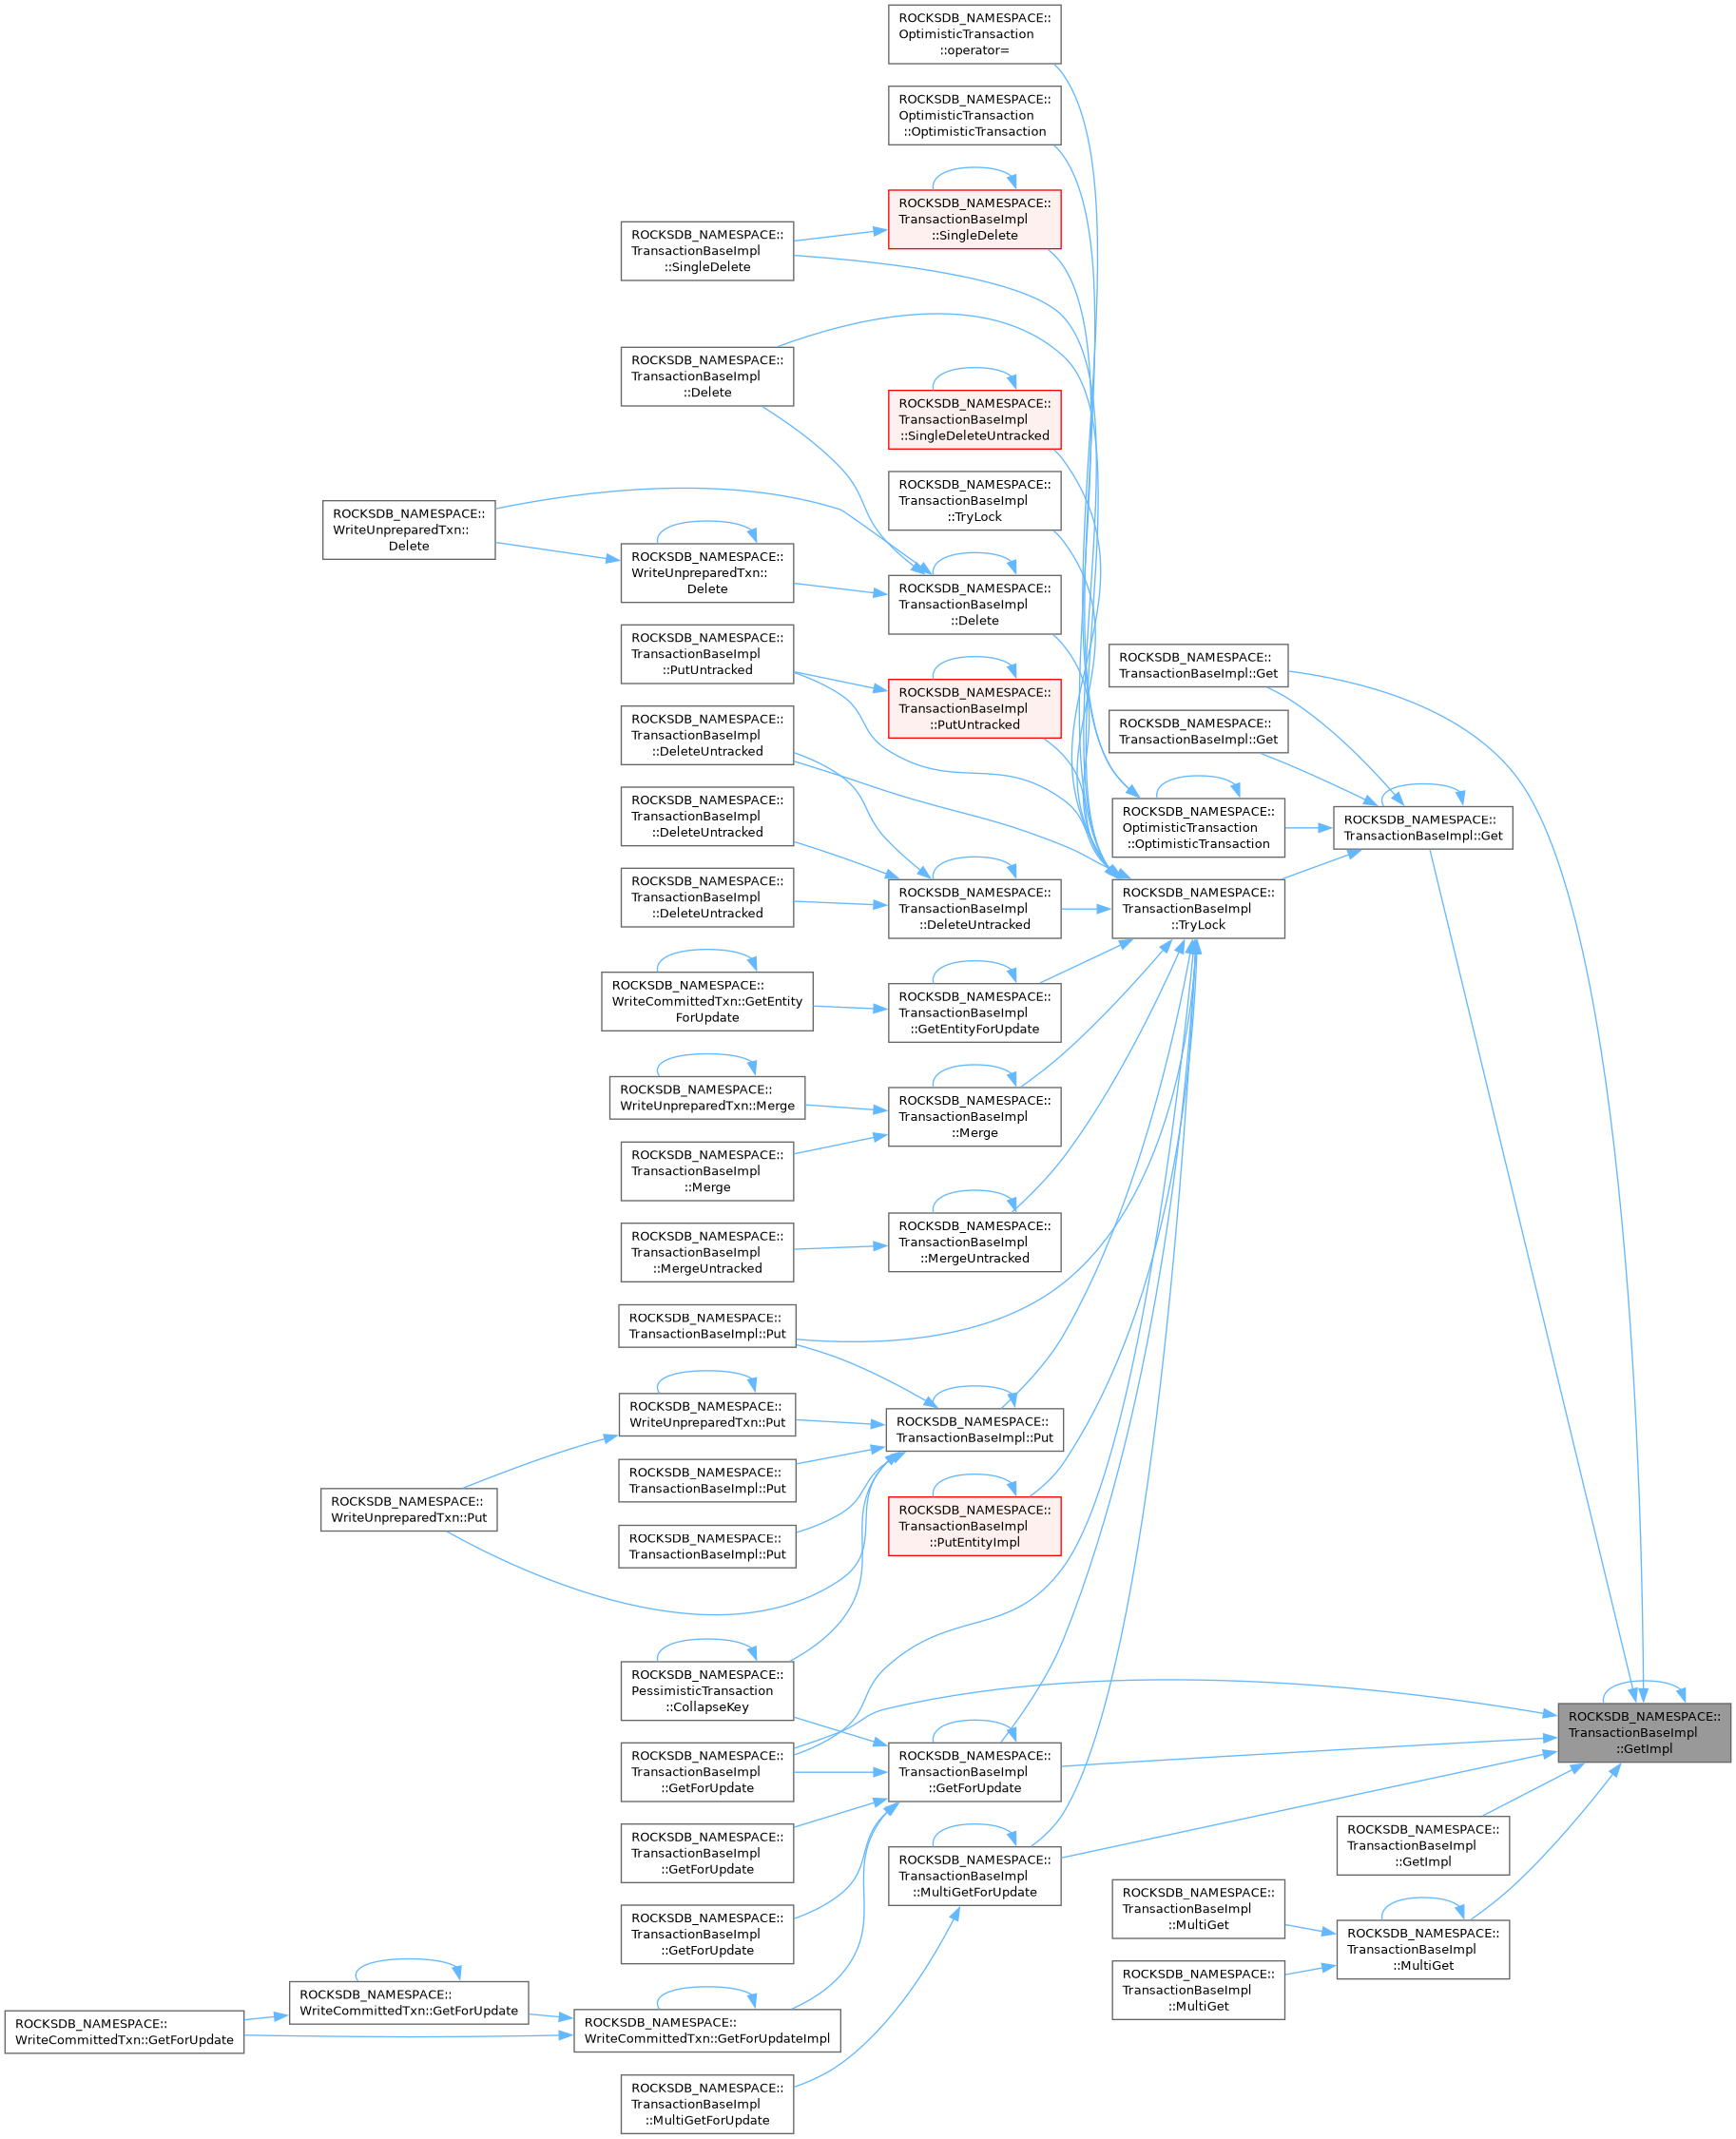 ROCKSDB_NAMESPACE::
OptimisticTransaction
::operator=
ROCKSDB_NAMESPACE::
OptimisticTransaction
::OptimisticTransaction
ROCKSDB_NAMESPACE::
TransactionBaseImpl
::SingleDelete
ROCKSDB_NAMESPACE::
TransactionBaseImpl
::SingleDelete
ROCKSDB_NAMESPACE::
TransactionBaseImpl
::Delete
ROCKSDB_NAMESPACE::
TransactionBaseImpl
::SingleDeleteUntracked
ROCKSDB_NAMESPACE::
TransactionBaseImpl
::TryLock
ROCKSDB_NAMESPACE::
WriteUnpreparedTxn::
Delete
ROCKSDB_NAMESPACE::
WriteUnpreparedTxn::
Delete
ROCKSDB_NAMESPACE::
TransactionBaseImpl
::Delete
ROCKSDB_NAMESPACE::
TransactionBaseImpl
::PutUntracked
ROCKSDB_NAMESPACE::
TransactionBaseImpl::Get
ROCKSDB_NAMESPACE::
TransactionBaseImpl
::PutUntracked
ROCKSDB_NAMESPACE::
TransactionBaseImpl
::DeleteUntracked
ROCKSDB_NAMESPACE::
TransactionBaseImpl::Get
ROCKSDB_NAMESPACE::
TransactionBaseImpl
::DeleteUntracked
ROCKSDB_NAMESPACE::
OptimisticTransaction
::OptimisticTransaction
ROCKSDB_NAMESPACE::
TransactionBaseImpl::Get
ROCKSDB_NAMESPACE::
TransactionBaseImpl
::DeleteUntracked
ROCKSDB_NAMESPACE::
TransactionBaseImpl
::DeleteUntracked
ROCKSDB_NAMESPACE::
TransactionBaseImpl
::TryLock
ROCKSDB_NAMESPACE::
WriteCommittedTxn::GetEntity
ForUpdate
ROCKSDB_NAMESPACE::
TransactionBaseImpl
::GetEntityForUpdate
ROCKSDB_NAMESPACE::
WriteUnpreparedTxn::Merge
ROCKSDB_NAMESPACE::
TransactionBaseImpl
::Merge
ROCKSDB_NAMESPACE::
TransactionBaseImpl
::Merge
ROCKSDB_NAMESPACE::
TransactionBaseImpl
::MergeUntracked
ROCKSDB_NAMESPACE::
TransactionBaseImpl
::MergeUntracked
ROCKSDB_NAMESPACE::
TransactionBaseImpl::Put
ROCKSDB_NAMESPACE::
WriteUnpreparedTxn::Put
ROCKSDB_NAMESPACE::
TransactionBaseImpl::Put
ROCKSDB_NAMESPACE::
TransactionBaseImpl::Put
ROCKSDB_NAMESPACE::
WriteUnpreparedTxn::Put
ROCKSDB_NAMESPACE::
TransactionBaseImpl::Put
ROCKSDB_NAMESPACE::
TransactionBaseImpl
::PutEntityImpl
ROCKSDB_NAMESPACE::
PessimisticTransaction
::CollapseKey
ROCKSDB_NAMESPACE::
TransactionBaseImpl
::GetImpl
ROCKSDB_NAMESPACE::
TransactionBaseImpl
::GetForUpdate
ROCKSDB_NAMESPACE::
TransactionBaseImpl
::GetForUpdate
ROCKSDB_NAMESPACE::
TransactionBaseImpl
::GetImpl
ROCKSDB_NAMESPACE::
TransactionBaseImpl
::GetForUpdate
ROCKSDB_NAMESPACE::
TransactionBaseImpl
::MultiGetForUpdate
ROCKSDB_NAMESPACE::
TransactionBaseImpl
::MultiGet
ROCKSDB_NAMESPACE::
TransactionBaseImpl
::GetForUpdate
ROCKSDB_NAMESPACE::
TransactionBaseImpl
::MultiGet
ROCKSDB_NAMESPACE::
TransactionBaseImpl
::MultiGet
ROCKSDB_NAMESPACE::
WriteCommittedTxn::GetForUpdate
ROCKSDB_NAMESPACE::
WriteCommittedTxn::GetForUpdate
ROCKSDB_NAMESPACE::
WriteCommittedTxn::GetForUpdateImpl
ROCKSDB_NAMESPACE::
TransactionBaseImpl
::MultiGetForUpdate